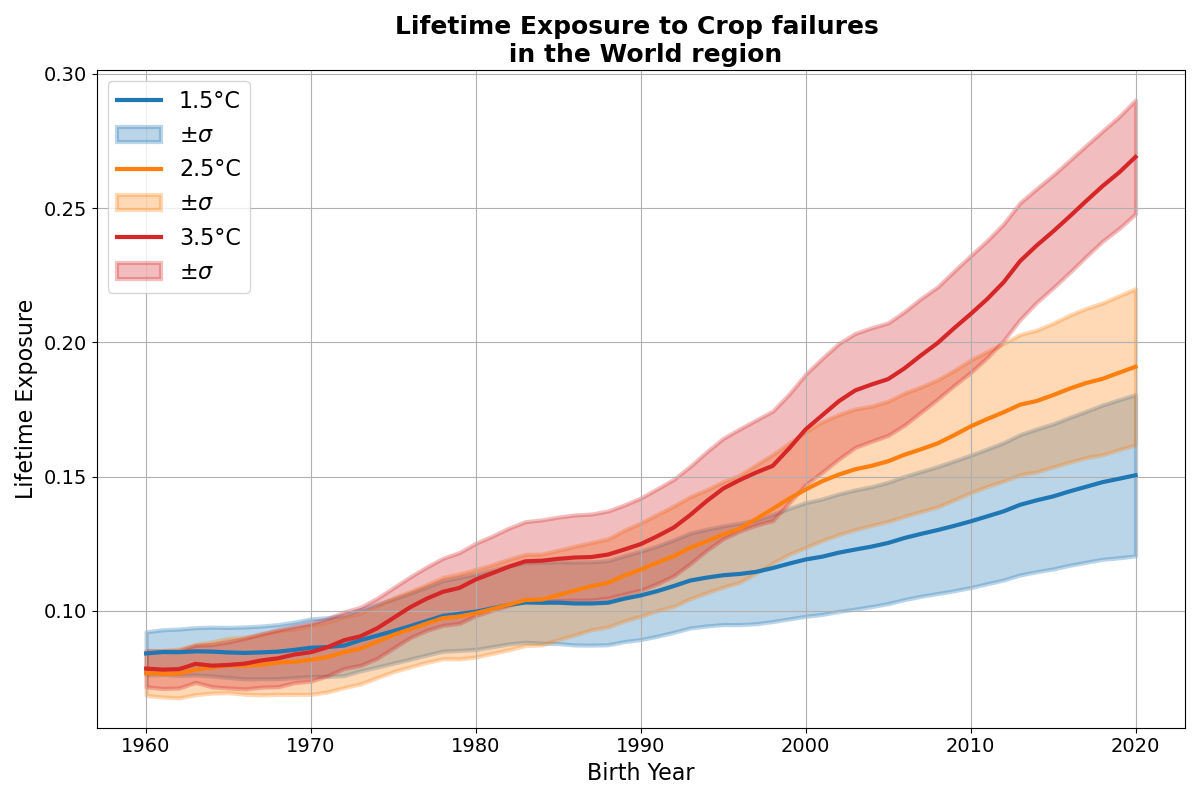 Lifetime Exposure to Crop failures
in the World region
0.30
0.25
0.20
0.15
0.10
Lifetime Exposure
1.5°C
±σ
2.5°C
±σ
3.5°C
±σ
1960 1970 1980 1990 2000 2010 2020
Birth Year